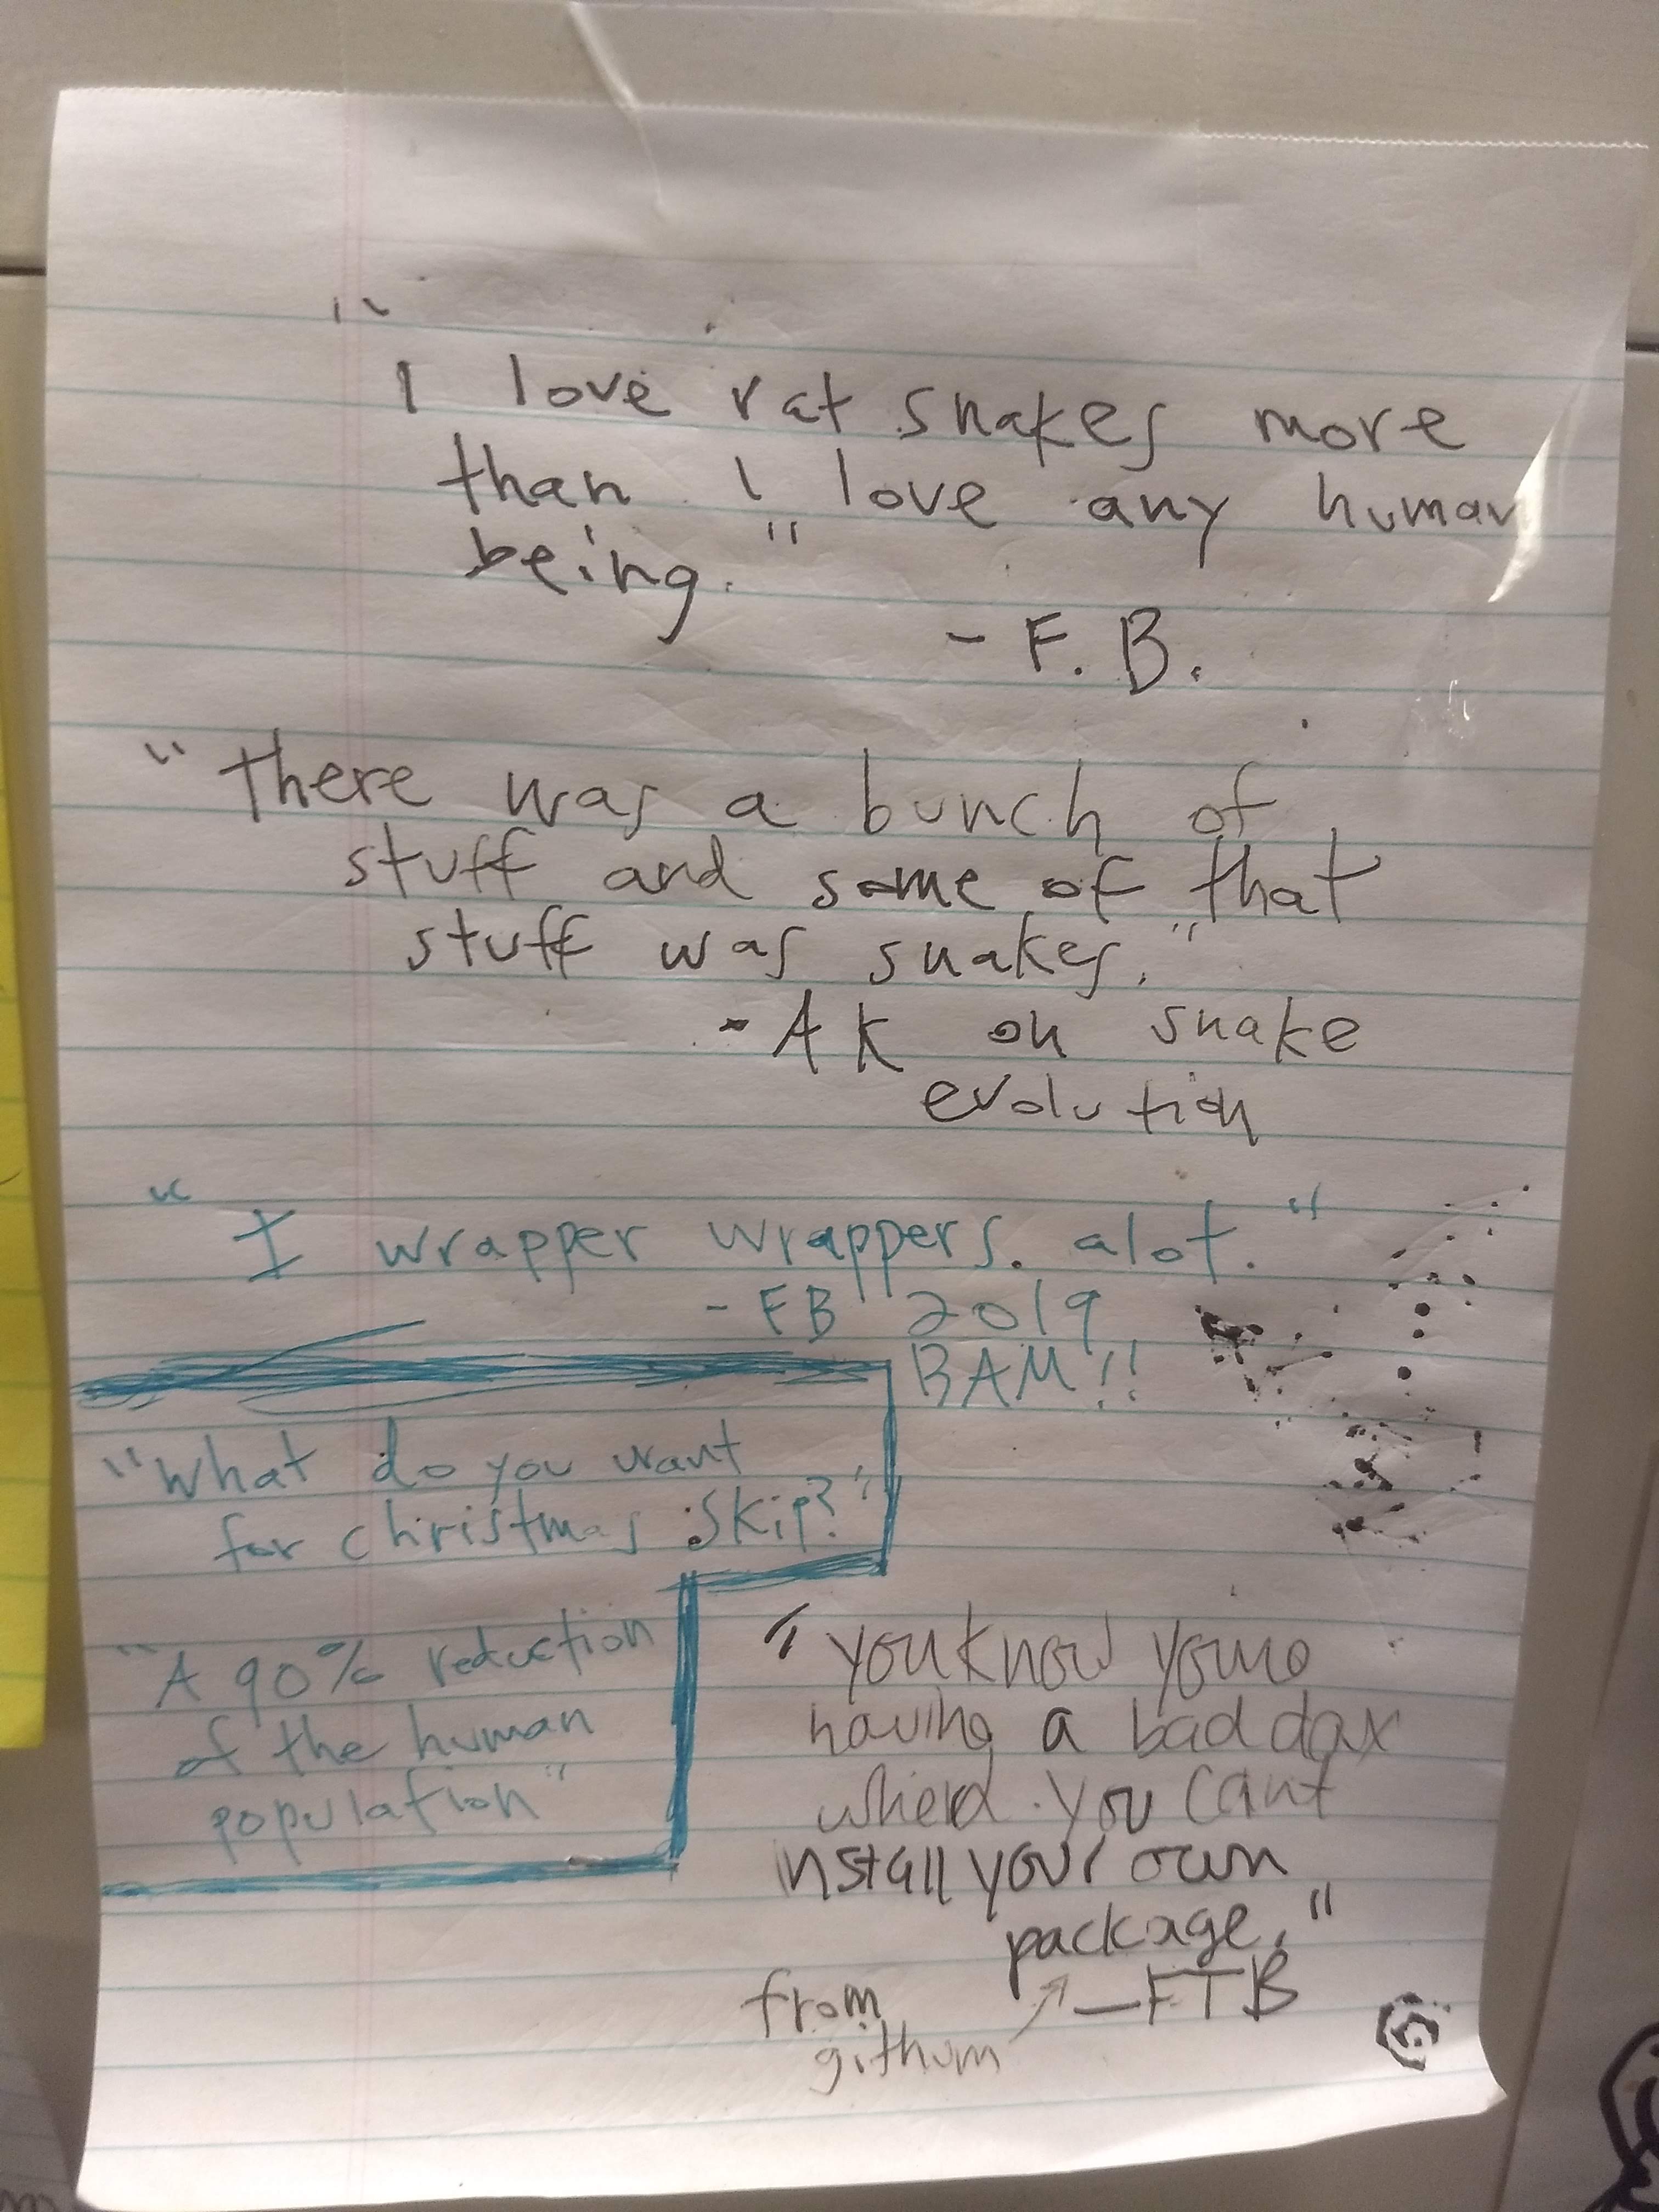 "
I love rat snakes more
than I love any human
being."
- F. B.
"there was a bunch of
stuff and some of that
stuff was snakes."
- AK on snake
evolution
"I wrapper wrappers. alot."
- FB 2019
BAM!!
"What do you want
for christmas Skip?"
"A 90% reduction
of the human
population"
"you know
having a bad day
when you cant
install your own
package."
- FTB
from
githum